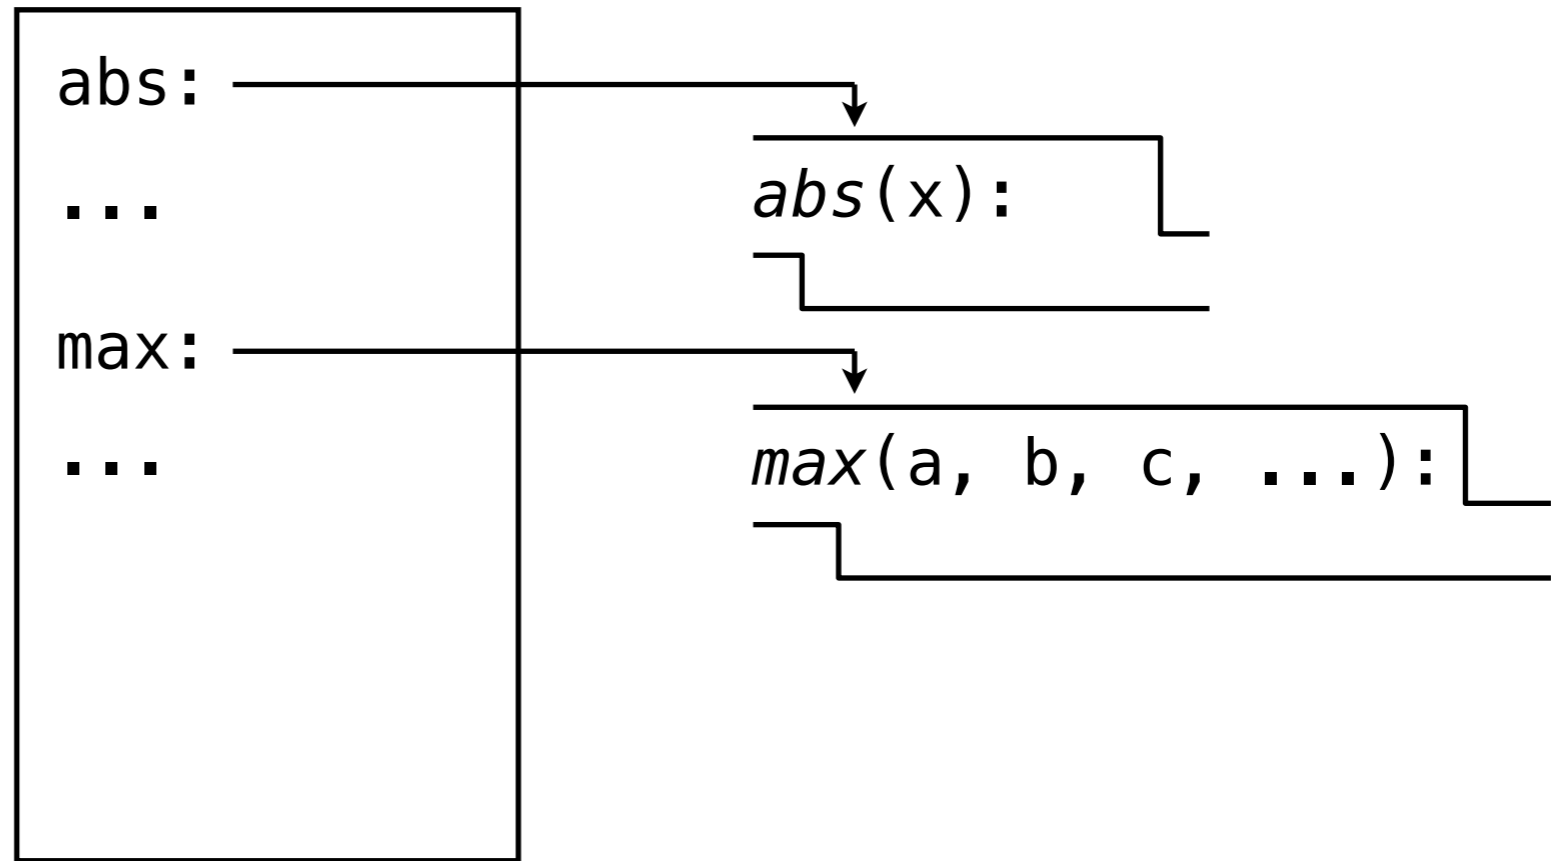 abs:
...
abs(x):
max:
...
max(a, b, c, ...):